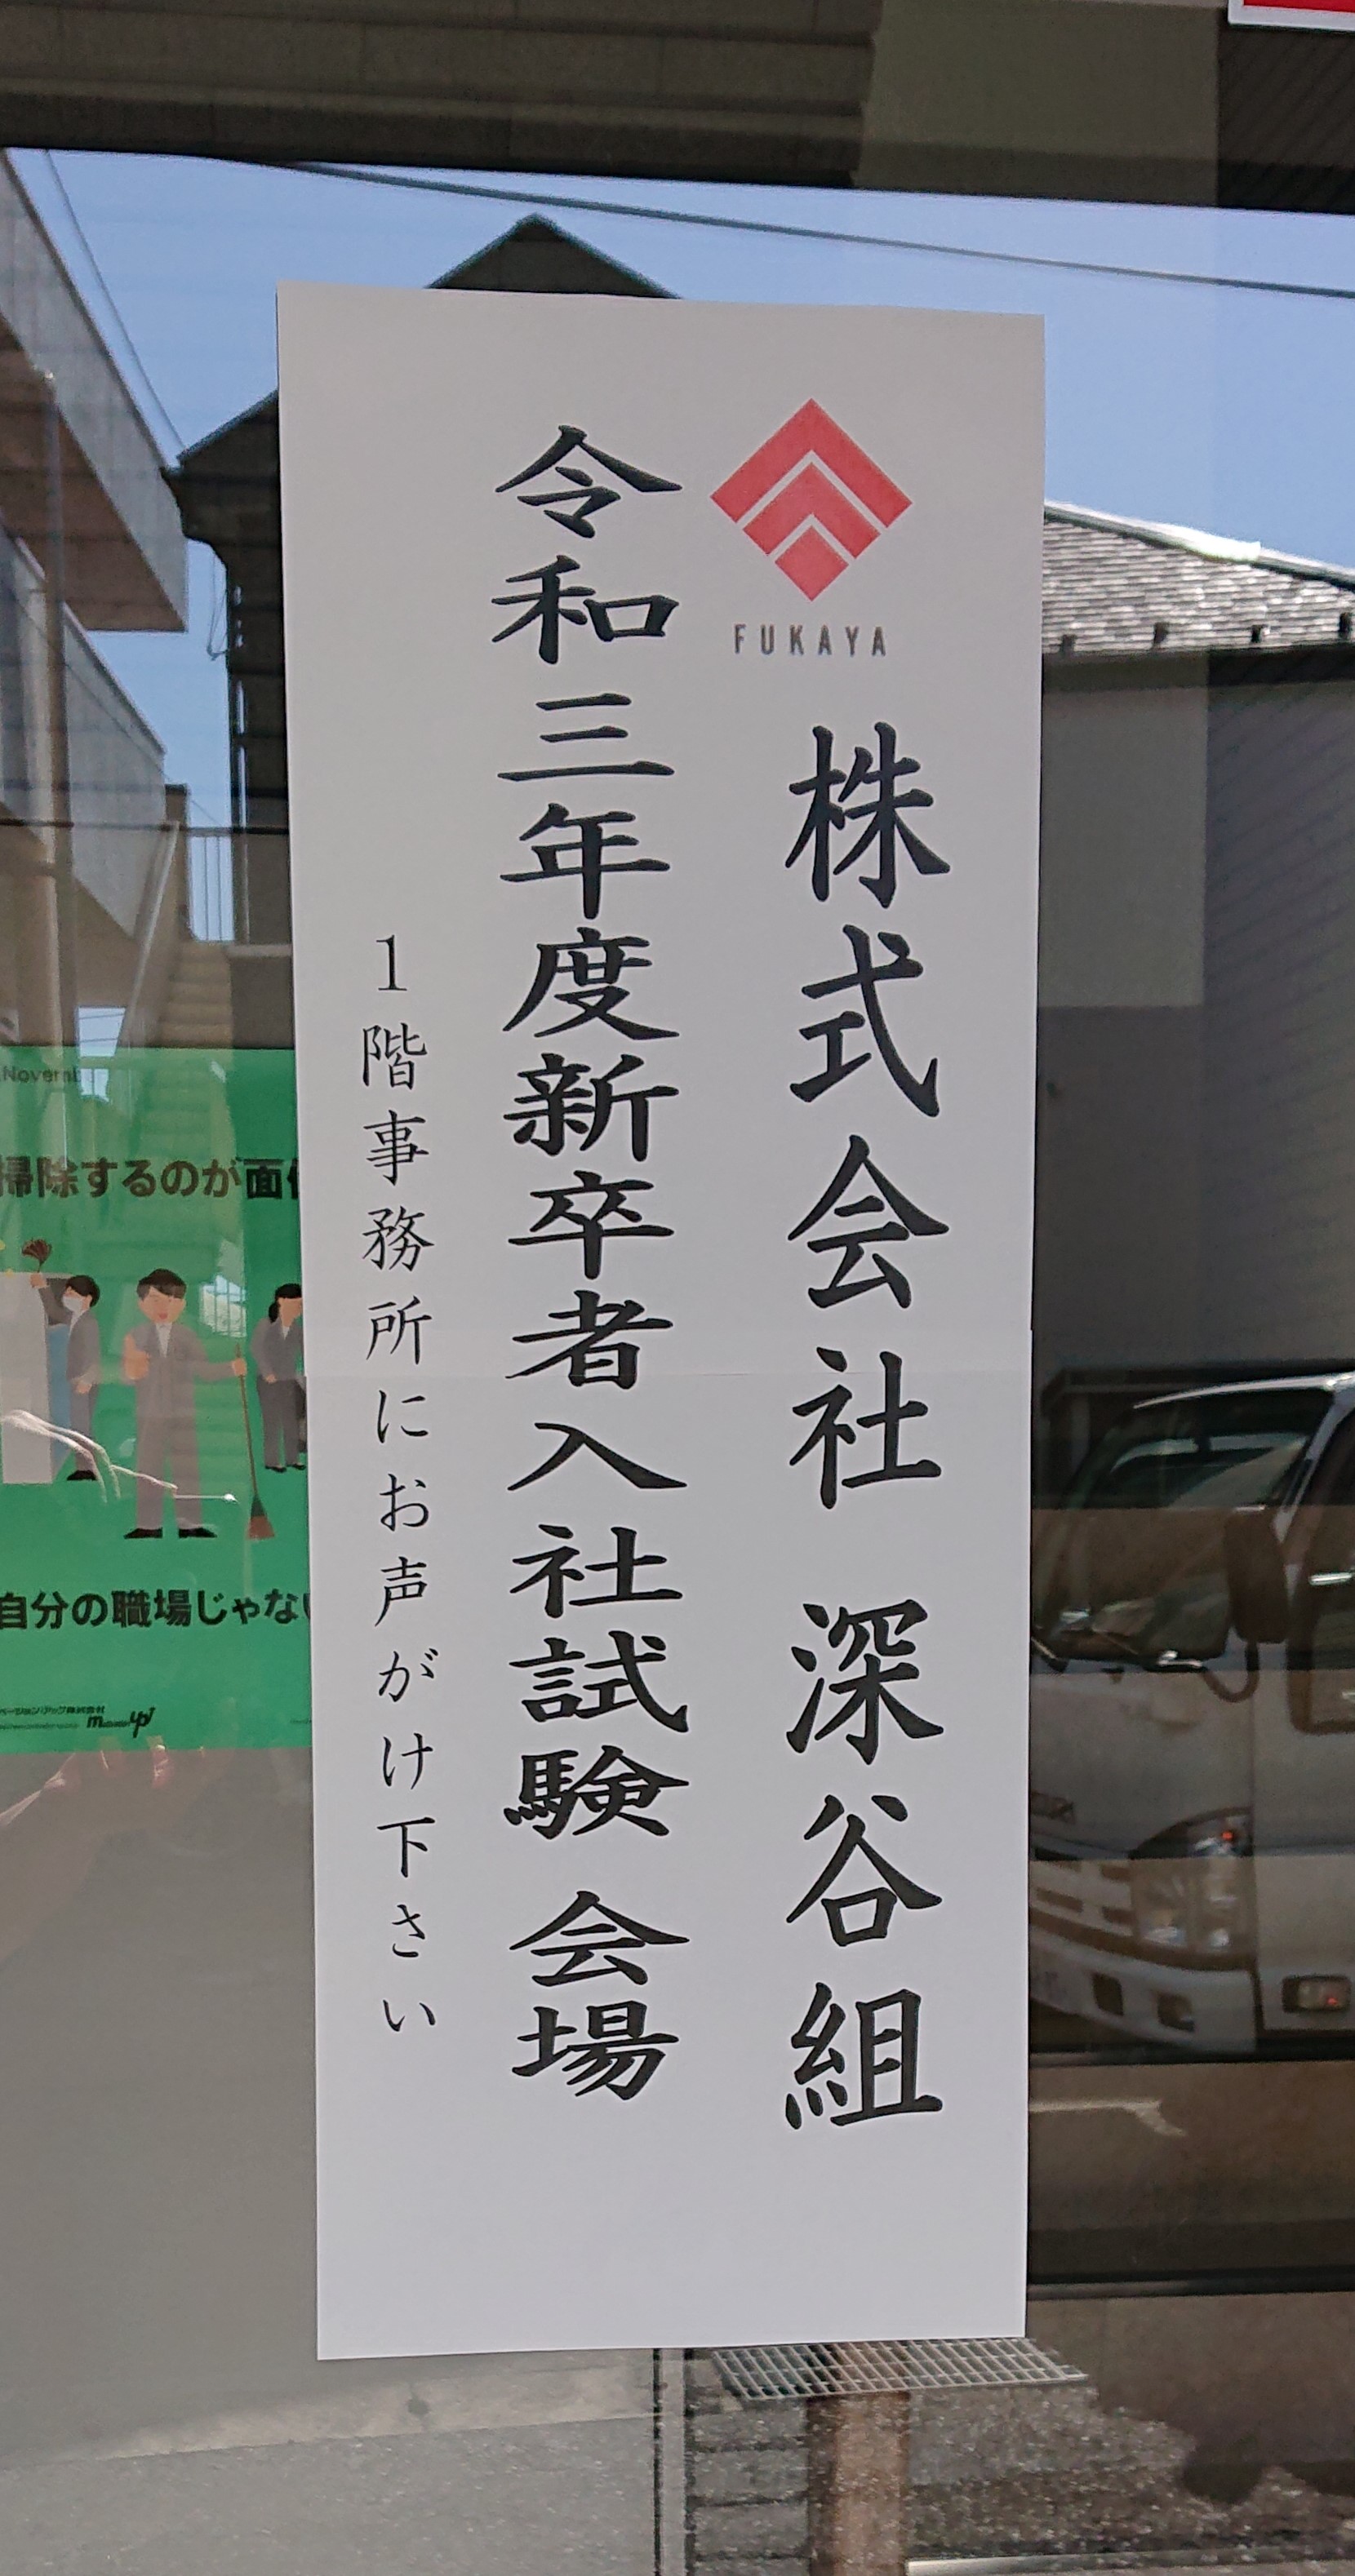 FUKAYA
株式会社 深谷組
令和三年度新卒者入社試験 会場
1階事務所にお声がけ下さい
掃除するのが面
自分の職場じゃな